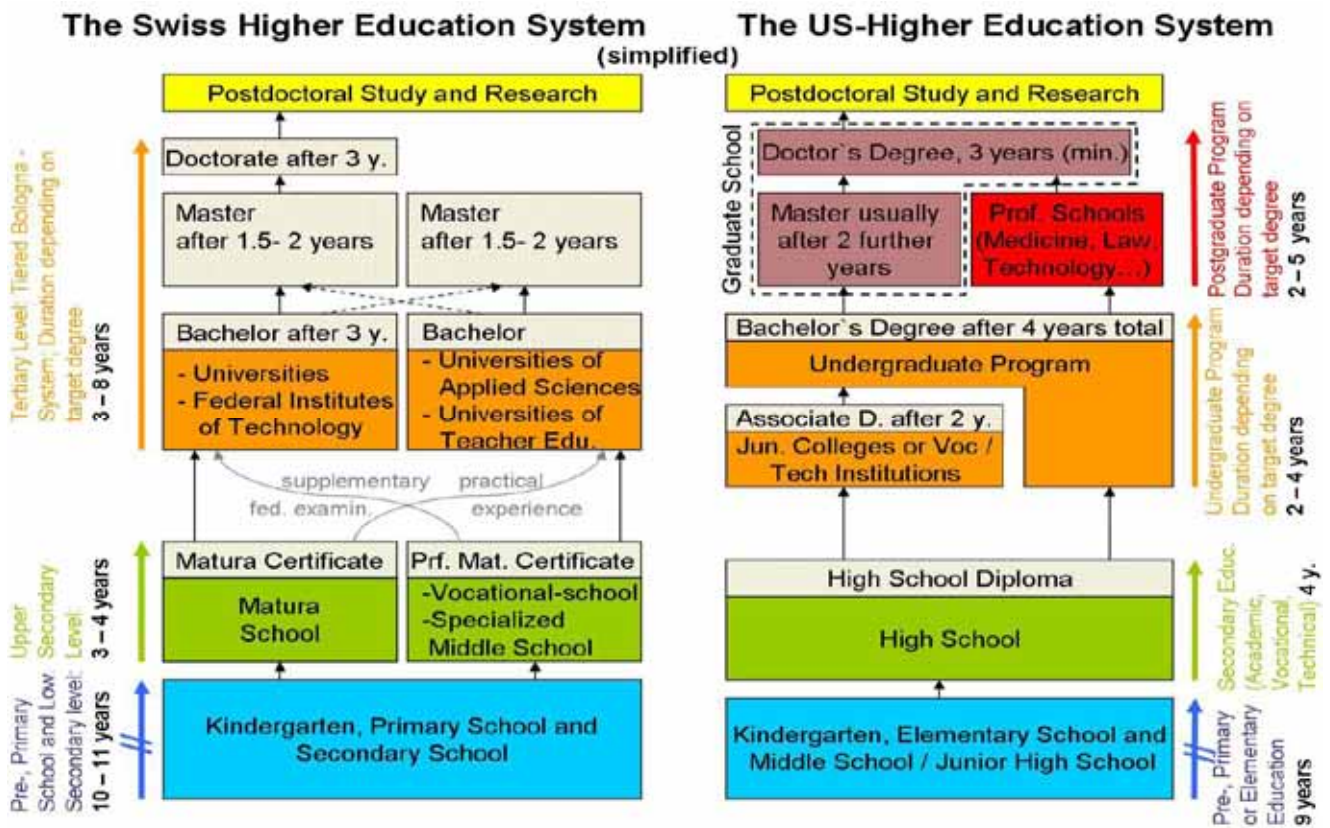 The Swiss Higher Education System
The US-Higher Education System
(simplified)
Postdoctoral Study and Research
Doctorate after 3 y.
Master
after 1.5- 2 years
Master
after 1.5- 2 years
Bachelor after 3 y.
- Universities
- Federal Institutes
of Technology
Bachelor
- Universities of
Applied Sciences
- Universities of
Teacher Edu.
supplementary
fed. examin.
practical
experience
Matura Certificate
Matura
School
Prf. Mat. Certificate
-Vocational-school
-Specialized
Middle School
Kindergarten, Primary School and
Secondary School
Tertiary Level: Tiered Bologna -
System; Duration depending on
target degree
3 – 8 years
Upper
Secondary
Level:
3 – 4 years
Pre-, Primary
School and Low.
Secondary level:
10 – 11 years
Postdoctoral Study and Research
Graduate School
Doctor`s Degree, 3 years (min.)
Master usually
after 2 further
years
Prof. Schools
(Medicine, Law,
Technology…)
Bachelor`s Degree after 4 years total
Undergraduate Program
Associate D. after 2 y.
Jun. Colleges or Voc /
Tech Institutions
High School Diploma
High School
Kindergarten, Elementary School and
Middle School / Junior High School
Postgraduate Program
Duration depending on
target degree
2 – 5 years
Undergraduate Program
Duration depending
on target degree
2 – 4 years
Secondary Educ.
(Academic,
Vocational,
Technical) 4 y.
Pre-, Primary
or Elementary
Education
9 years